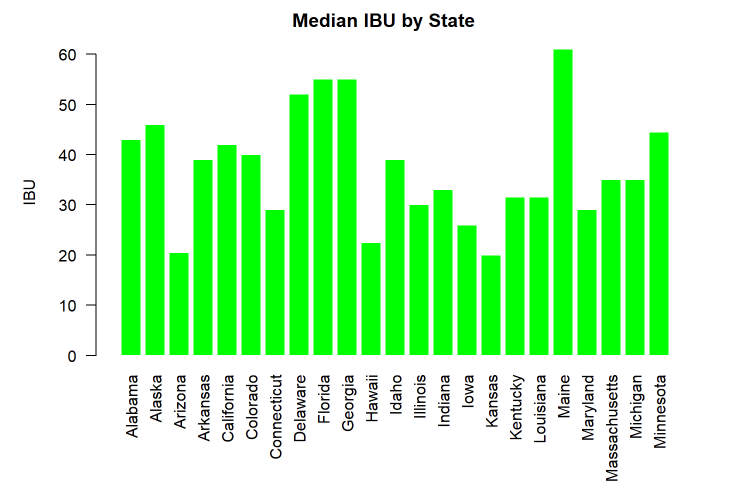 Median IBU by State
IBU
60
50
40
30
20
10
0
Alabama
Alaska
Arizona
Arkansas
California
Colorado
Connecticut
Delaware
Florida
Georgia
Hawaii
Idaho
Illinois
Indiana
Iowa
Kansas
Kentucky
Louisiana
Maine
Maryland
Massachusetts
Michigan
Minnesota